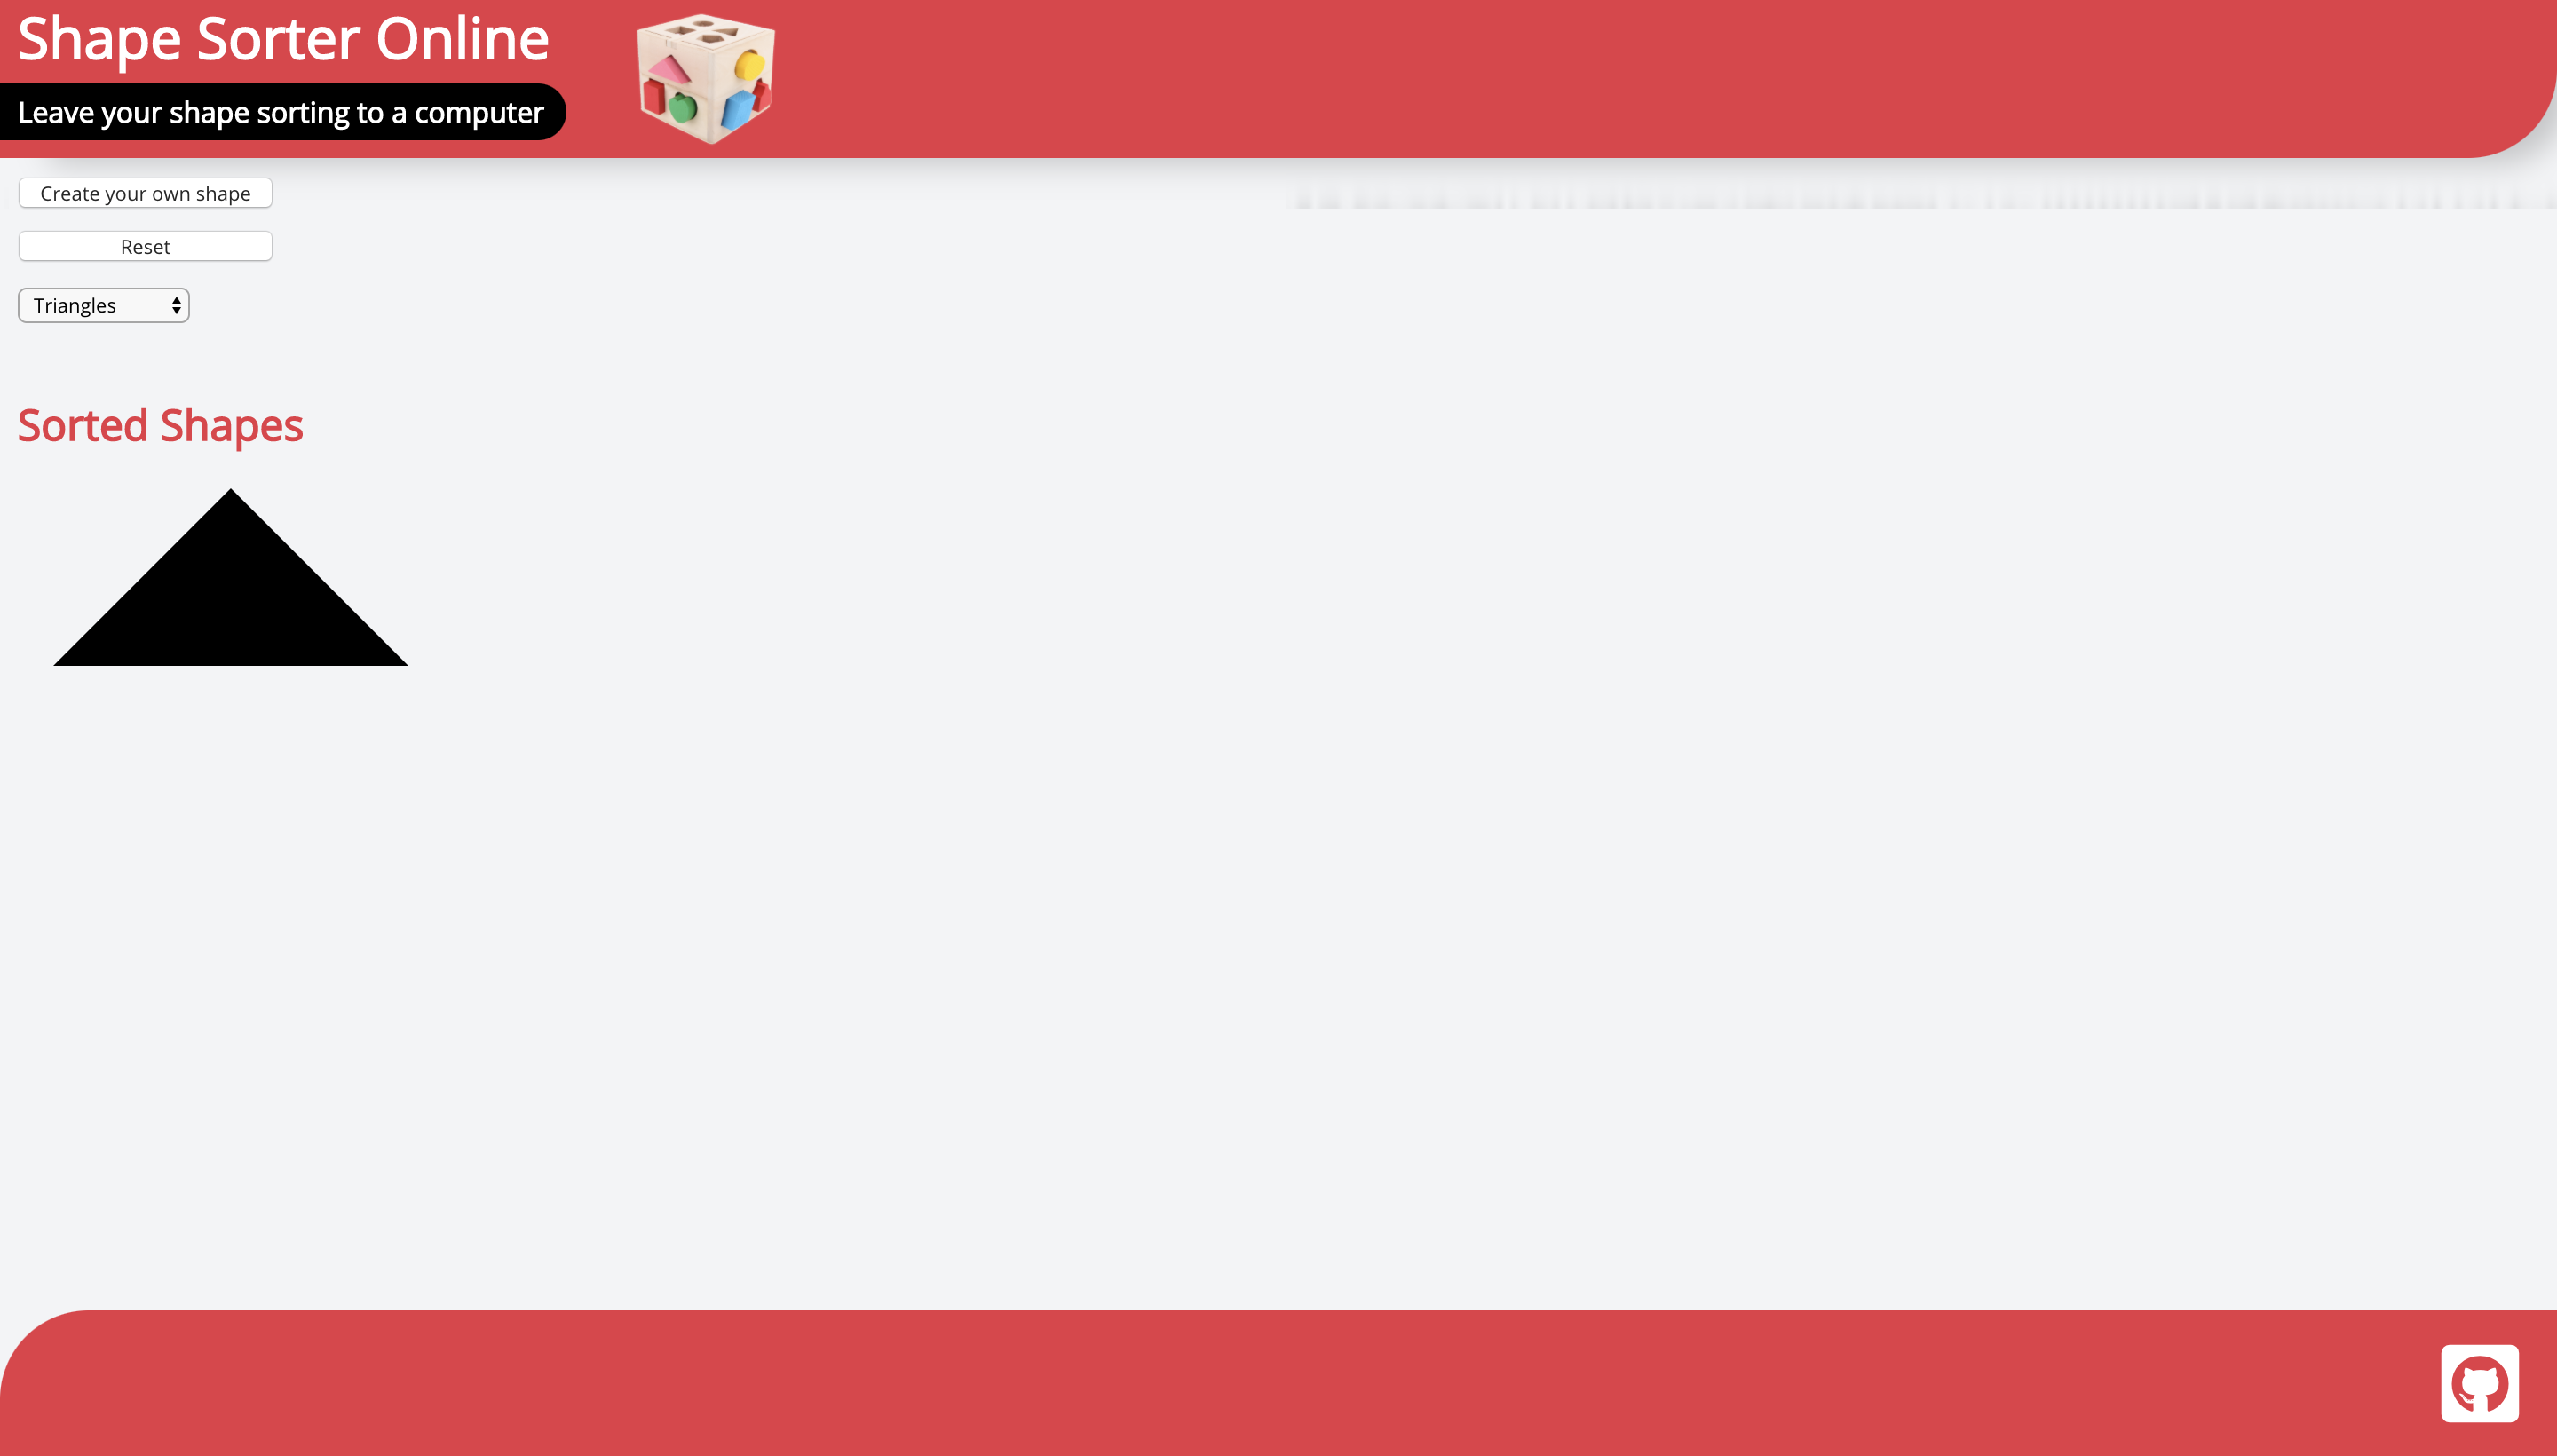 Shape Sorter Online
Leave your shape sorting to a computer
Create your own shape
Reset
Triangles
Sorted Shapes